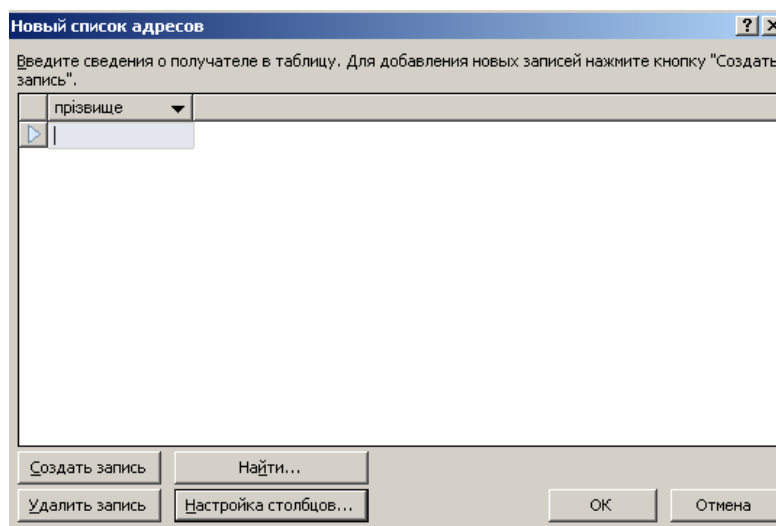 Новый список адресов
Введите сведения о получателе в таблицу. Для добавления новых записей нажмите кнопку "Создать
запись".
прізвище
Создать запись
Найти...
Удалить запись
Настройка столбцов...
ОК
Отмена